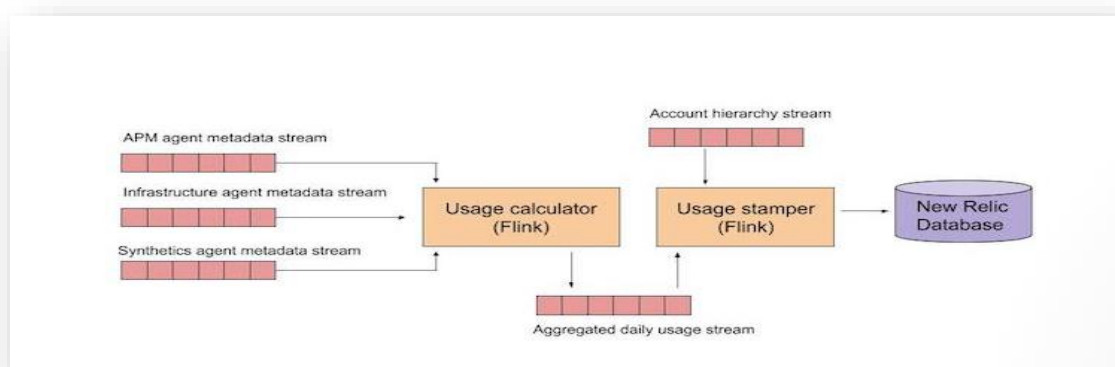 APM agent metadata stream
Infrastructure agent metadata stream
Synthetics agent metadata stream
Usage calculator
(Flink)
Aggregated daily usage stream
Account hierarchy stream
Usage stamper
(Flink)
New Relic
Database